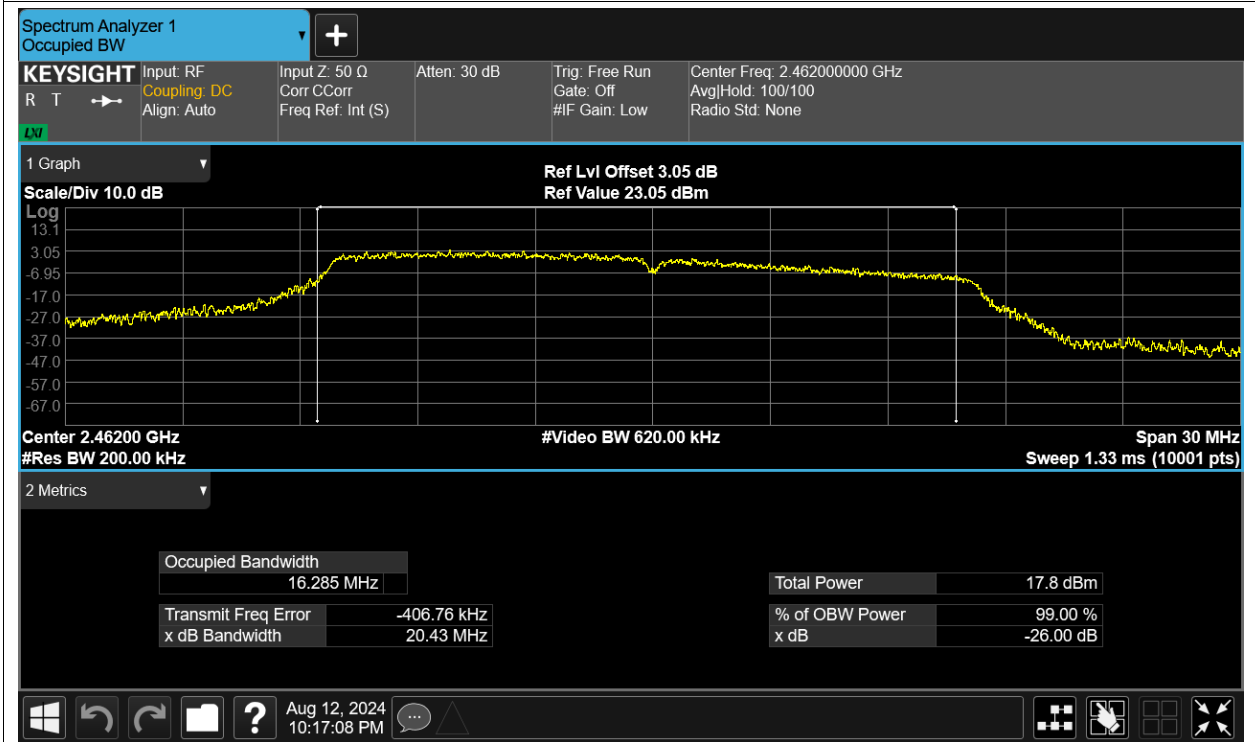 Spectrum Analyzer 1
Occupied BW
KEYSIGHT
R T
LXI
Input: RF
Coupling: DC
Align: Auto
Input Z: 50 Ω
Corr CCorr
Freq Ref: Int (S)
Atten: 30 dB
Trig: Free Run
Gate: Off
#IF Gain: Low
Center Freq: 2.462000000 GHz
Avg|Hold: 100/100
Radio Std: None
1 Graph
Scale/Div 10.0 dB
Ref Lvl Offset 3.05 dB
Ref Value 23.05 dBm
Log
13.1
3.05
-6.95
-17.0
-27.0
-37.0
-47.0
-57.0
-67.0
Center 2.46200 GHz
#Video BW 620.00 kHz
Span 30 MHz
#Res BW 200.00 kHz
Sweep 1.33 ms (10001 pts)
2 Metrics
Occupied Bandwidth
16.285 MHz
Transmit Freq Error -406.76 kHz
x dB Bandwidth 20.43 MHz
Total Power 17.8 dBm
% of OBW Power 99.00 %
x dB -26.00 dB
?
Aug 12, 2024
10:17:08 PM